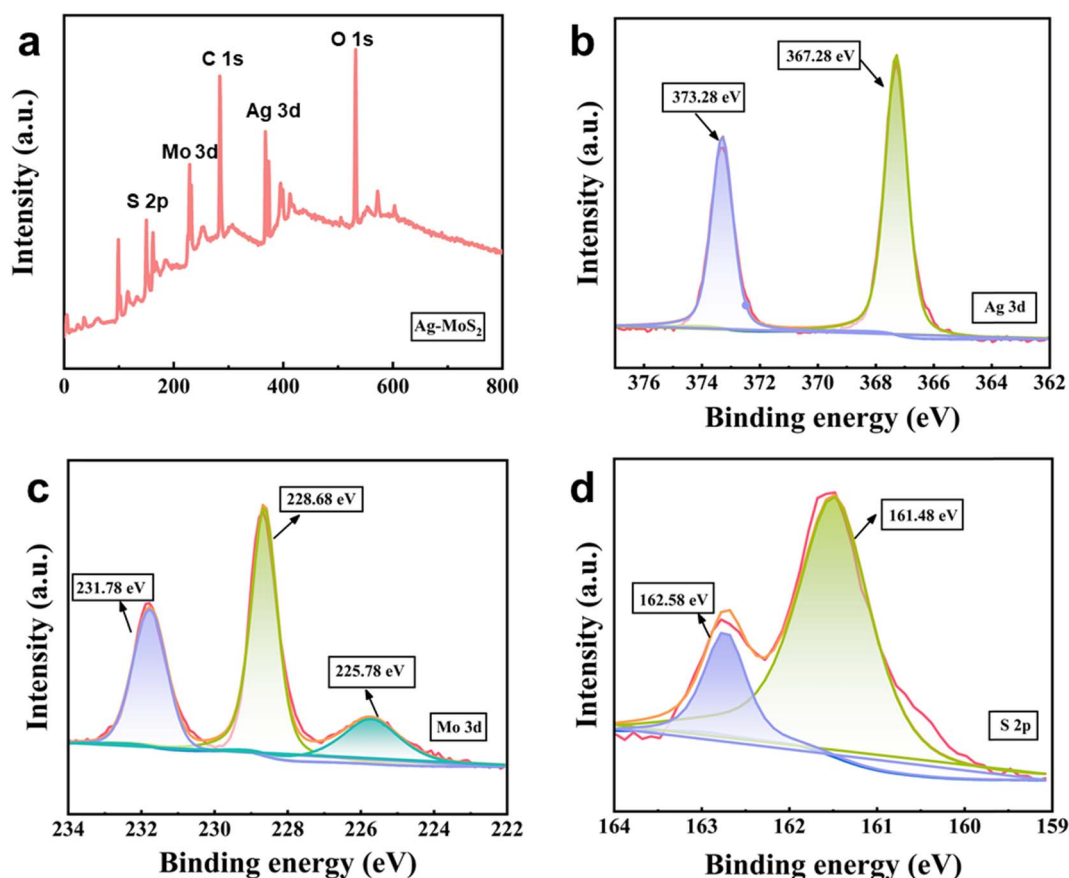 a
O 1s
C 1s
Ag 3d
Mo 3d
S 2p
Intensity (a.u.)
Ag-MoS₂
0 200 400 600 800
b
367.28 eV
373.28 eV
Intensity (a.u.)
Ag 3d
376 374 372 370 368 366 364 362
Binding energy (eV)
c
228.68 eV
231.78 eV
225.78 eV
Intensity (a.u.)
Mo 3d
234 232 230 228 226 224 222
Binding energy (eV)
d
161.48 eV
162.58 eV
Intensity (a.u.)
S 2p
164 163 162 161 160 159
Binding energy (eV)